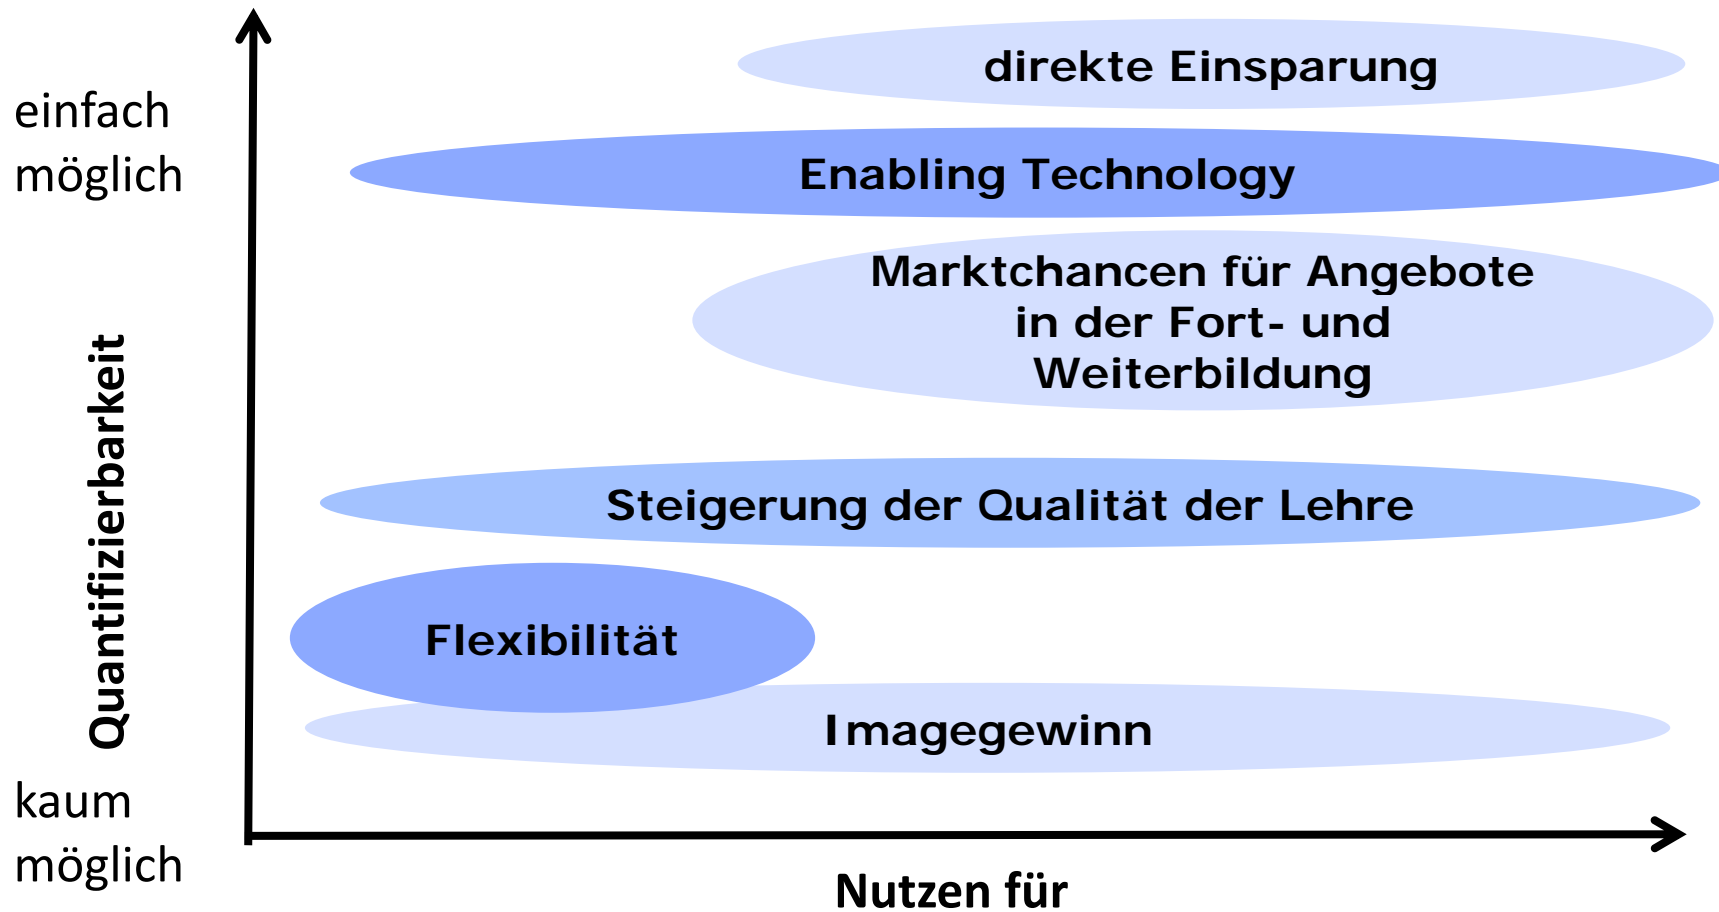 direkte Einsparung
einfach
möglich
Enabling Technology
Marktchancen für Angebote
in der Fort- und
Weiterbildung
Quantifizierbarkeit
Steigerung der Qualität der Lehre
Flexibilität
Imagegewinn
kaum
möglich
Nutzen für